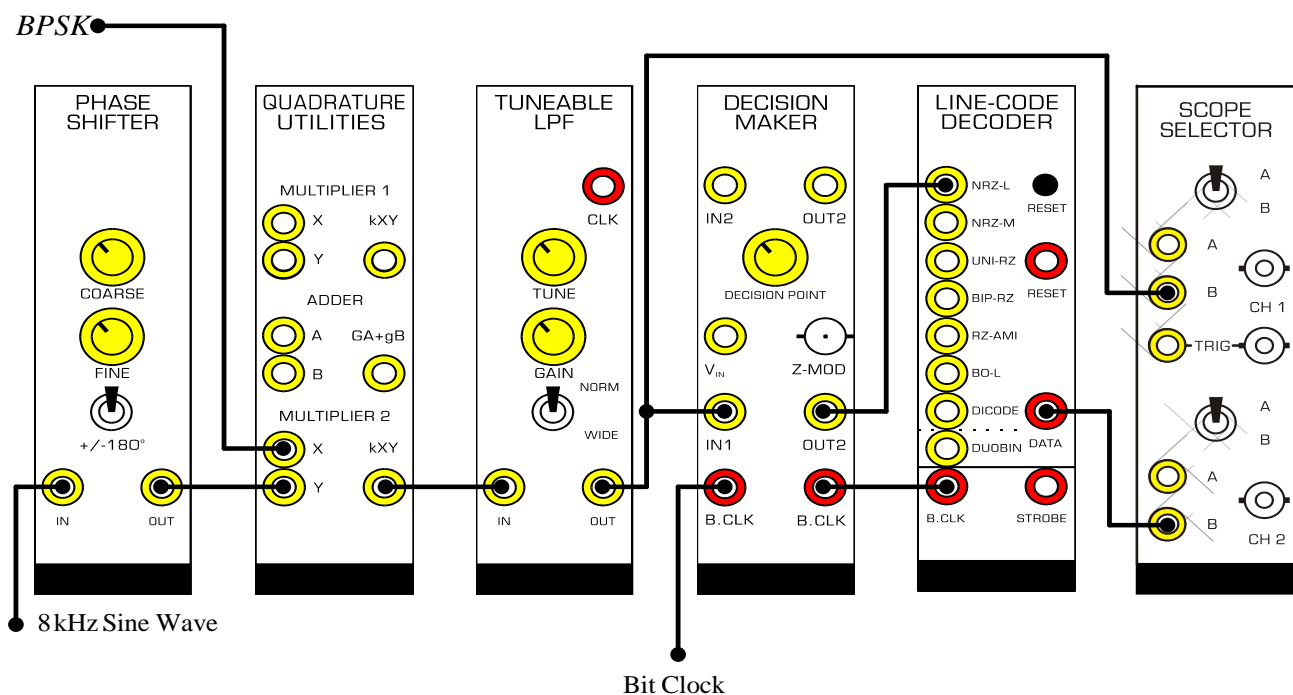 BPSK
PHASE
SHIFTER
COARSE
FINE
+/-180°
IN
OUT
8kHz Sine Wave
QUADRATURE
UTILITIES
MULTIPLIER 1
X
kXY
Y
ADDER
A
GA+gB
B
MULTIPLIER 2
X
kXY
Y
TUNEABLE
LPF
CLK
TUNE
GAIN
NORM
WIDE
IN
OUT
DECISION
MAKER
IN2
OUT2
DECISION POINT
VIN
Z-MOD
IN1
OUT2
B.CLK
B.CLK
Bit Clock
LINE-CODE
DECODER
NRZ-L
RESET
NRZ-M
UNI-RZ
RESET
BIP-RZ
RZ-AMI
BO-L
DICODE
DATA
DUOBIN
B.CLK
STROBE
SCOPE
SELECTOR
A
B
A
B
CH 1
TRIG
A
B
A
B
CH 2